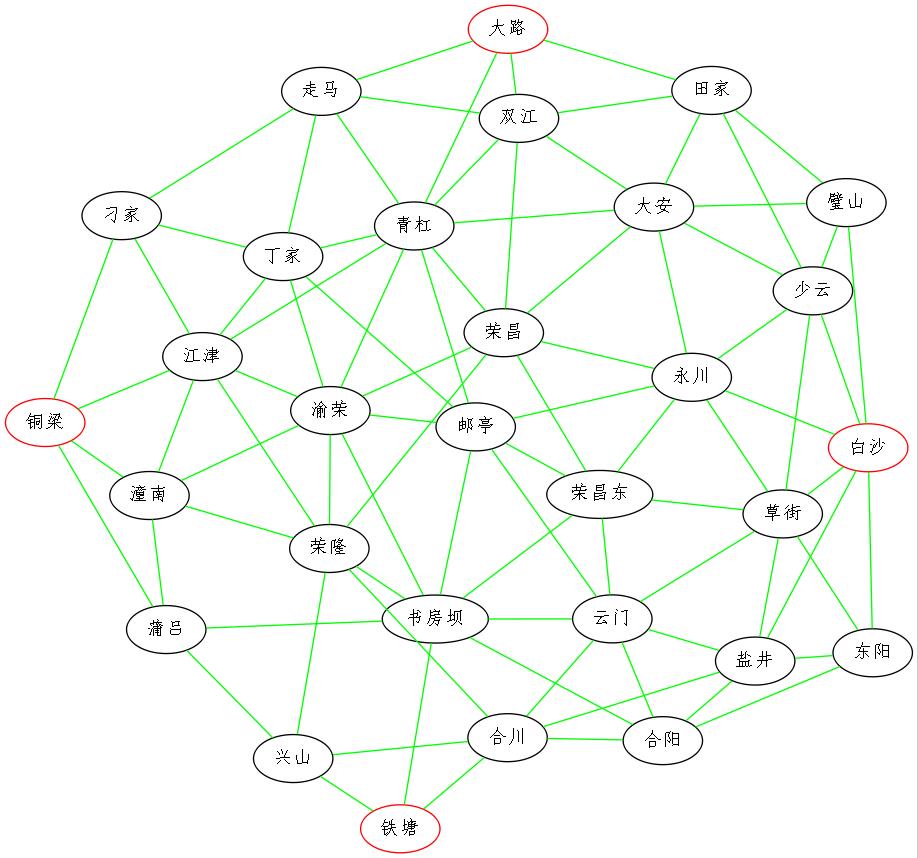 大路
走马
田家
双江
璧山
大安
刁家
青杠
丁家
少云
荣昌
江津
永川
渝荣
铜梁
邮亭
白沙
潼南
荣昌东
草街
荣隆
蒲吕
书房坝
云门
东阳
盐井
合川
合阳
兴山
铁塘